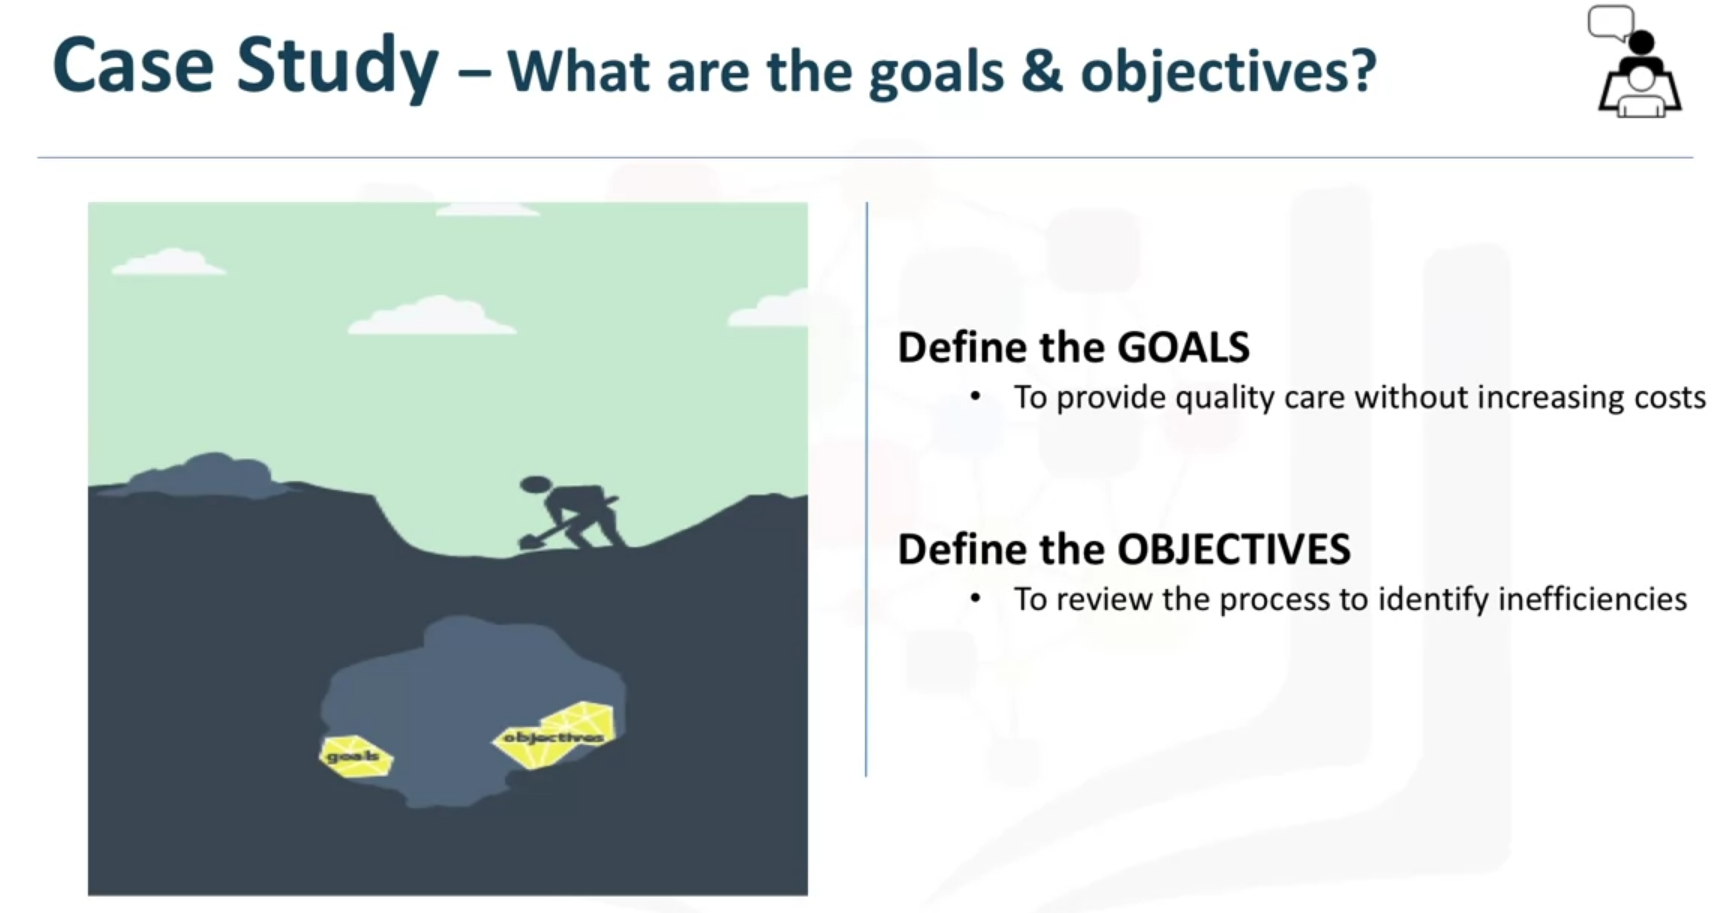 Case Study – What are the goals & objectives?
Define the GOALS
• To provide quality care without increasing costs
Define the OBJECTIVES
• To review the process to identify inefficiencies
goals
objectives